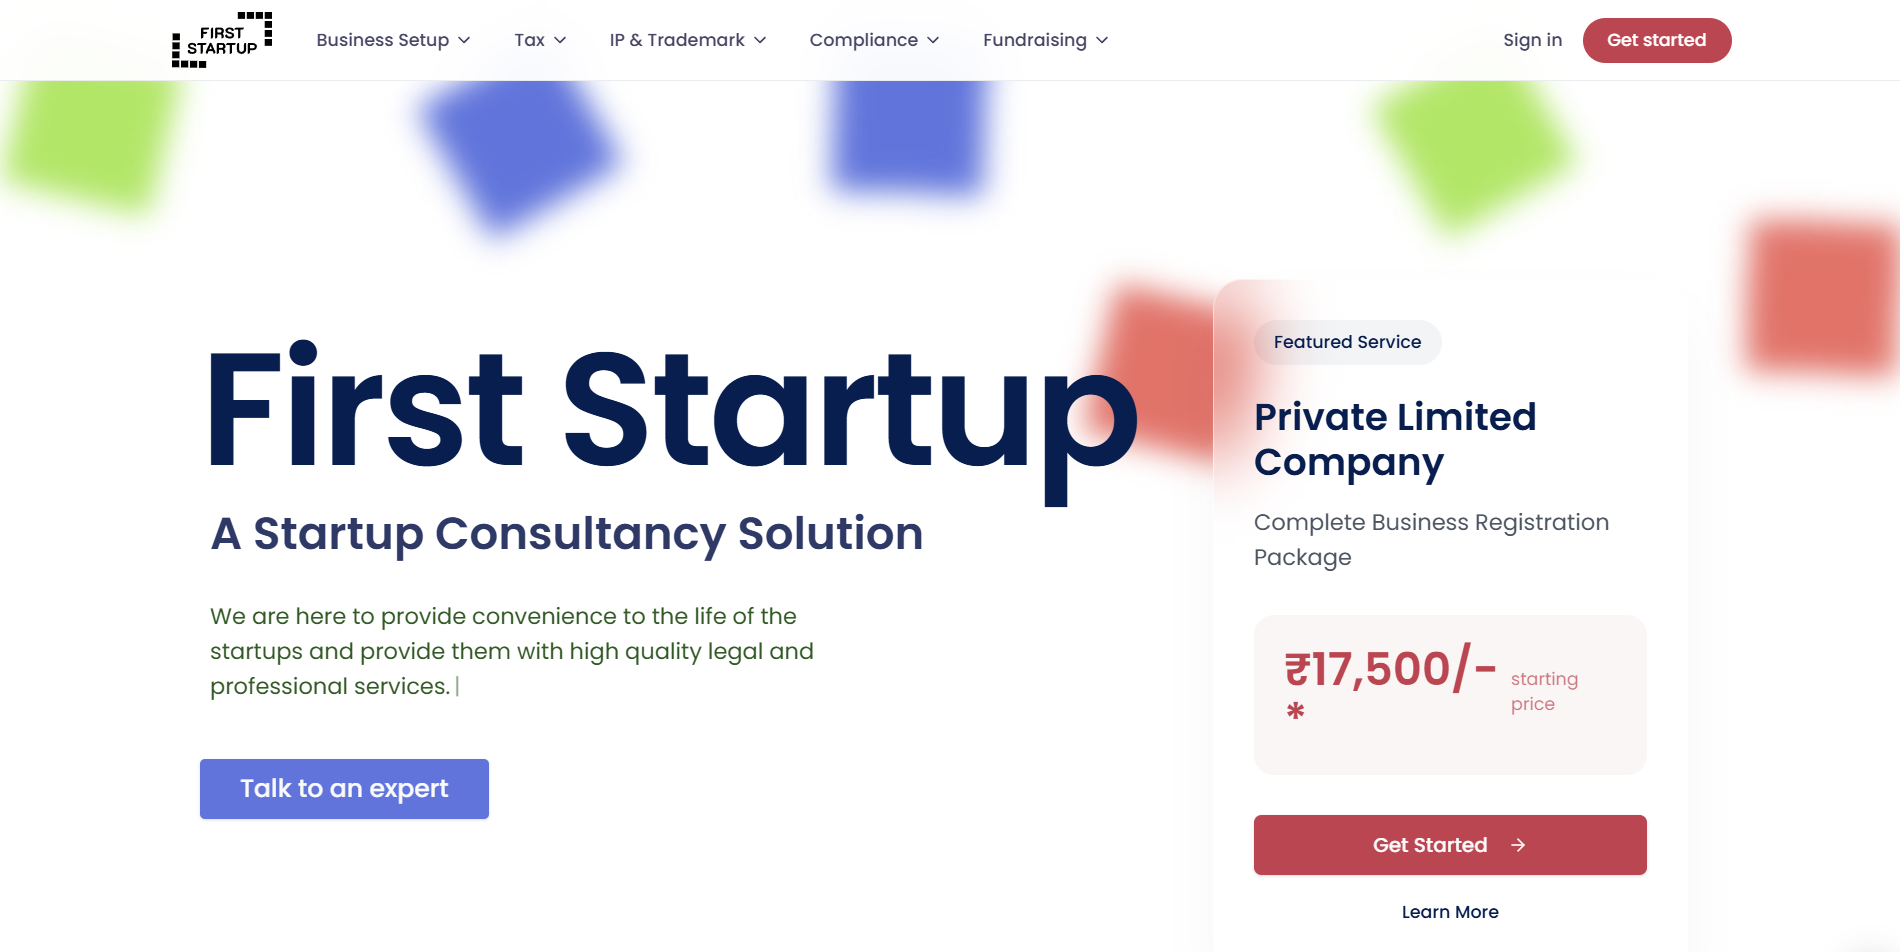 FIRST
STARTUP
Business Setup
Tax
IP & Trademark
Compliance
Fundraising
Sign in
Get started
First Startup
A Startup Consultancy Solution
We are here to provide convenience to the life of the
startups and provide them with high quality legal and
professional services. |
Talk to an expert
Featured Service
Private Limited
Company
Complete Business Registration
Package
₹17,500/-
*
starting
price
Get Started →
Learn More